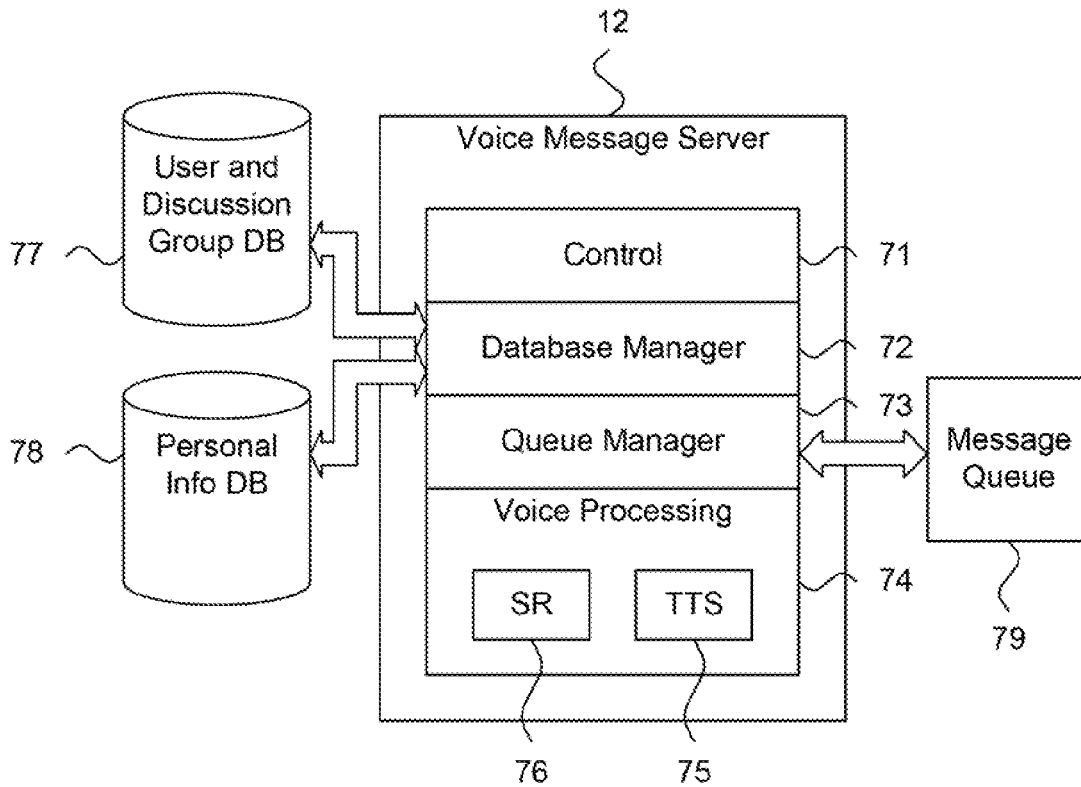 12
Voice Message Server
User and
Discussion
Group DB
77
Control
71
Database Manager
72
73
Personal
Info DB
78
Queue Manager
Message
Queue
Voice Processing
74
SR
TTS
79
76
75